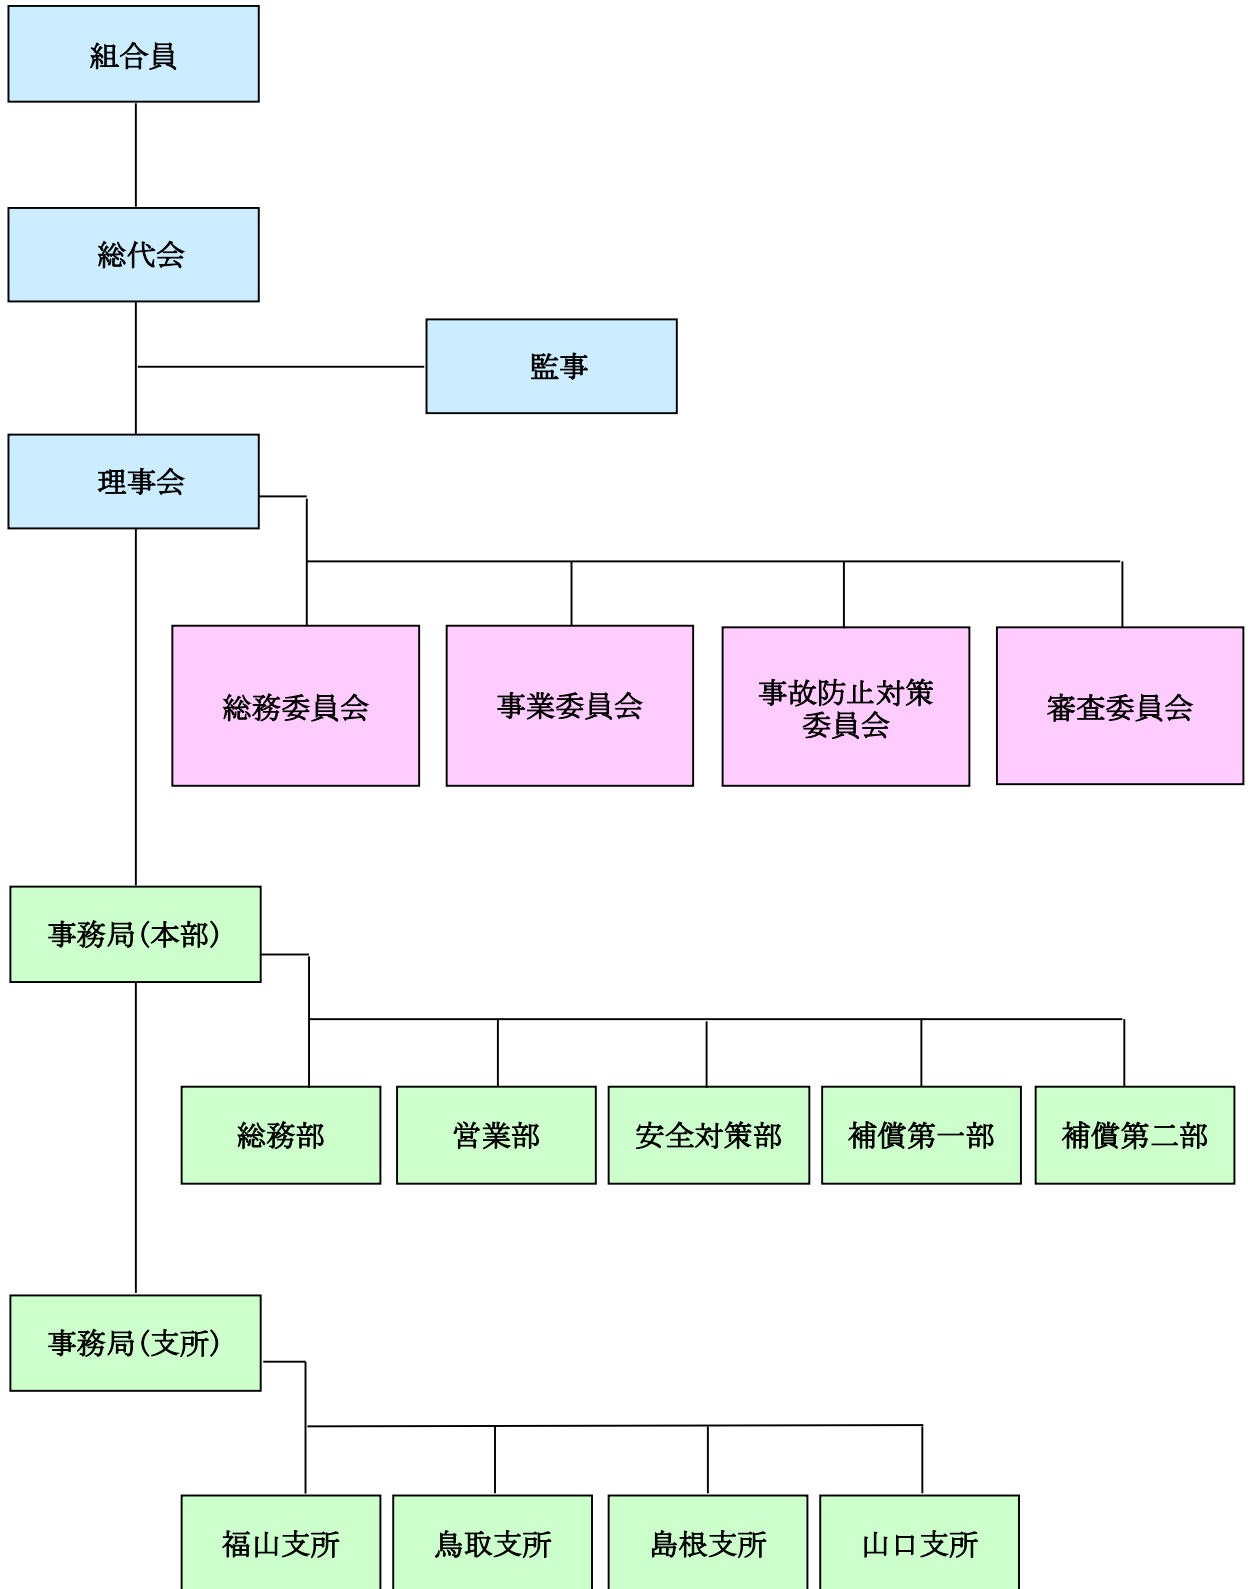 組合員
総代会
監事
理事会
総務委員会
事業委員会
事故防止対策
委員会
審査委員会
事務局(本部)
総務部
営業部
安全対策部
補償第一部
補償第二部
事務局(支所)
福山支所
鳥取支所
島根支所
山口支所